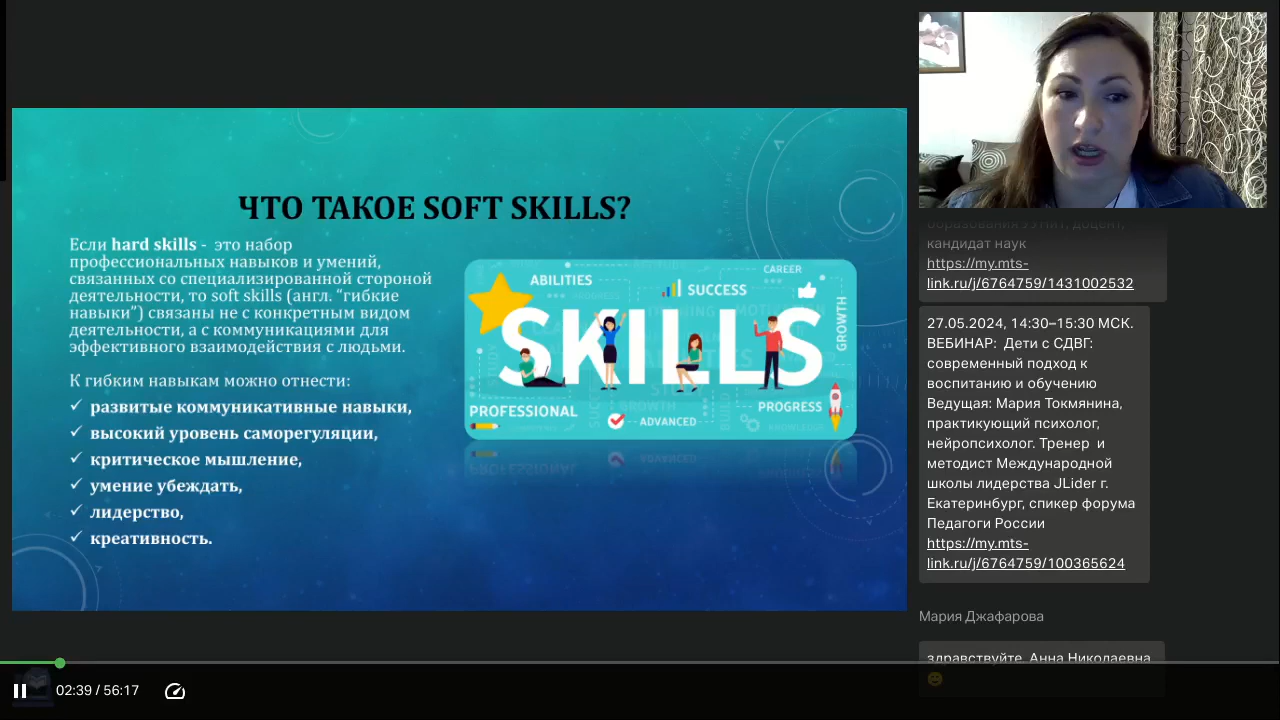 ЧТО ТАКОЕ SOFT SKILLS?
Если hard skills - это набор
профессиональных навыков и умений,
связанных со специализированной стороной
деятельности, то soft skills (англ. “гибкие
навыки”) связаны не с конкретным видом
деятельности, а с коммуникациями для
эффективного взаимодействия с людьми.
К гибким навыкам можно отнести:
✓ развитые коммуникативные навыки,
✓ высокий уровень саморегуляции,
✓ критическое мышление,
✓ умение убеждать,
✓ лидерство,
✓ креативность.
ABILITIES
CAREER
SUCCESS
GROWTH
SKILLS
PROFESSIONAL
ADVANCED
PROGRESS
образования УУНиТ, доцент,
кандидат наук
https://my.mts-
link.ru/j/6764759/1431002532
27.05.2024, 14:30–15:30 МСК.
ВЕБИНАР: Дети с СДВГ:
современный подход к
воспитанию и обучению
Ведущая: Мария Токмянина,
практикующий психолог,
нейропсихолог. Тренер и
методист Международной
школы лидерства JLider г.
Екатеринбург, спикер форума
Педагоги России
https://my.mts-
link.ru/j/6764759/100365624
Мария Джафарова
здравствуйте, Анна Николаевна
02:39 / 56:17